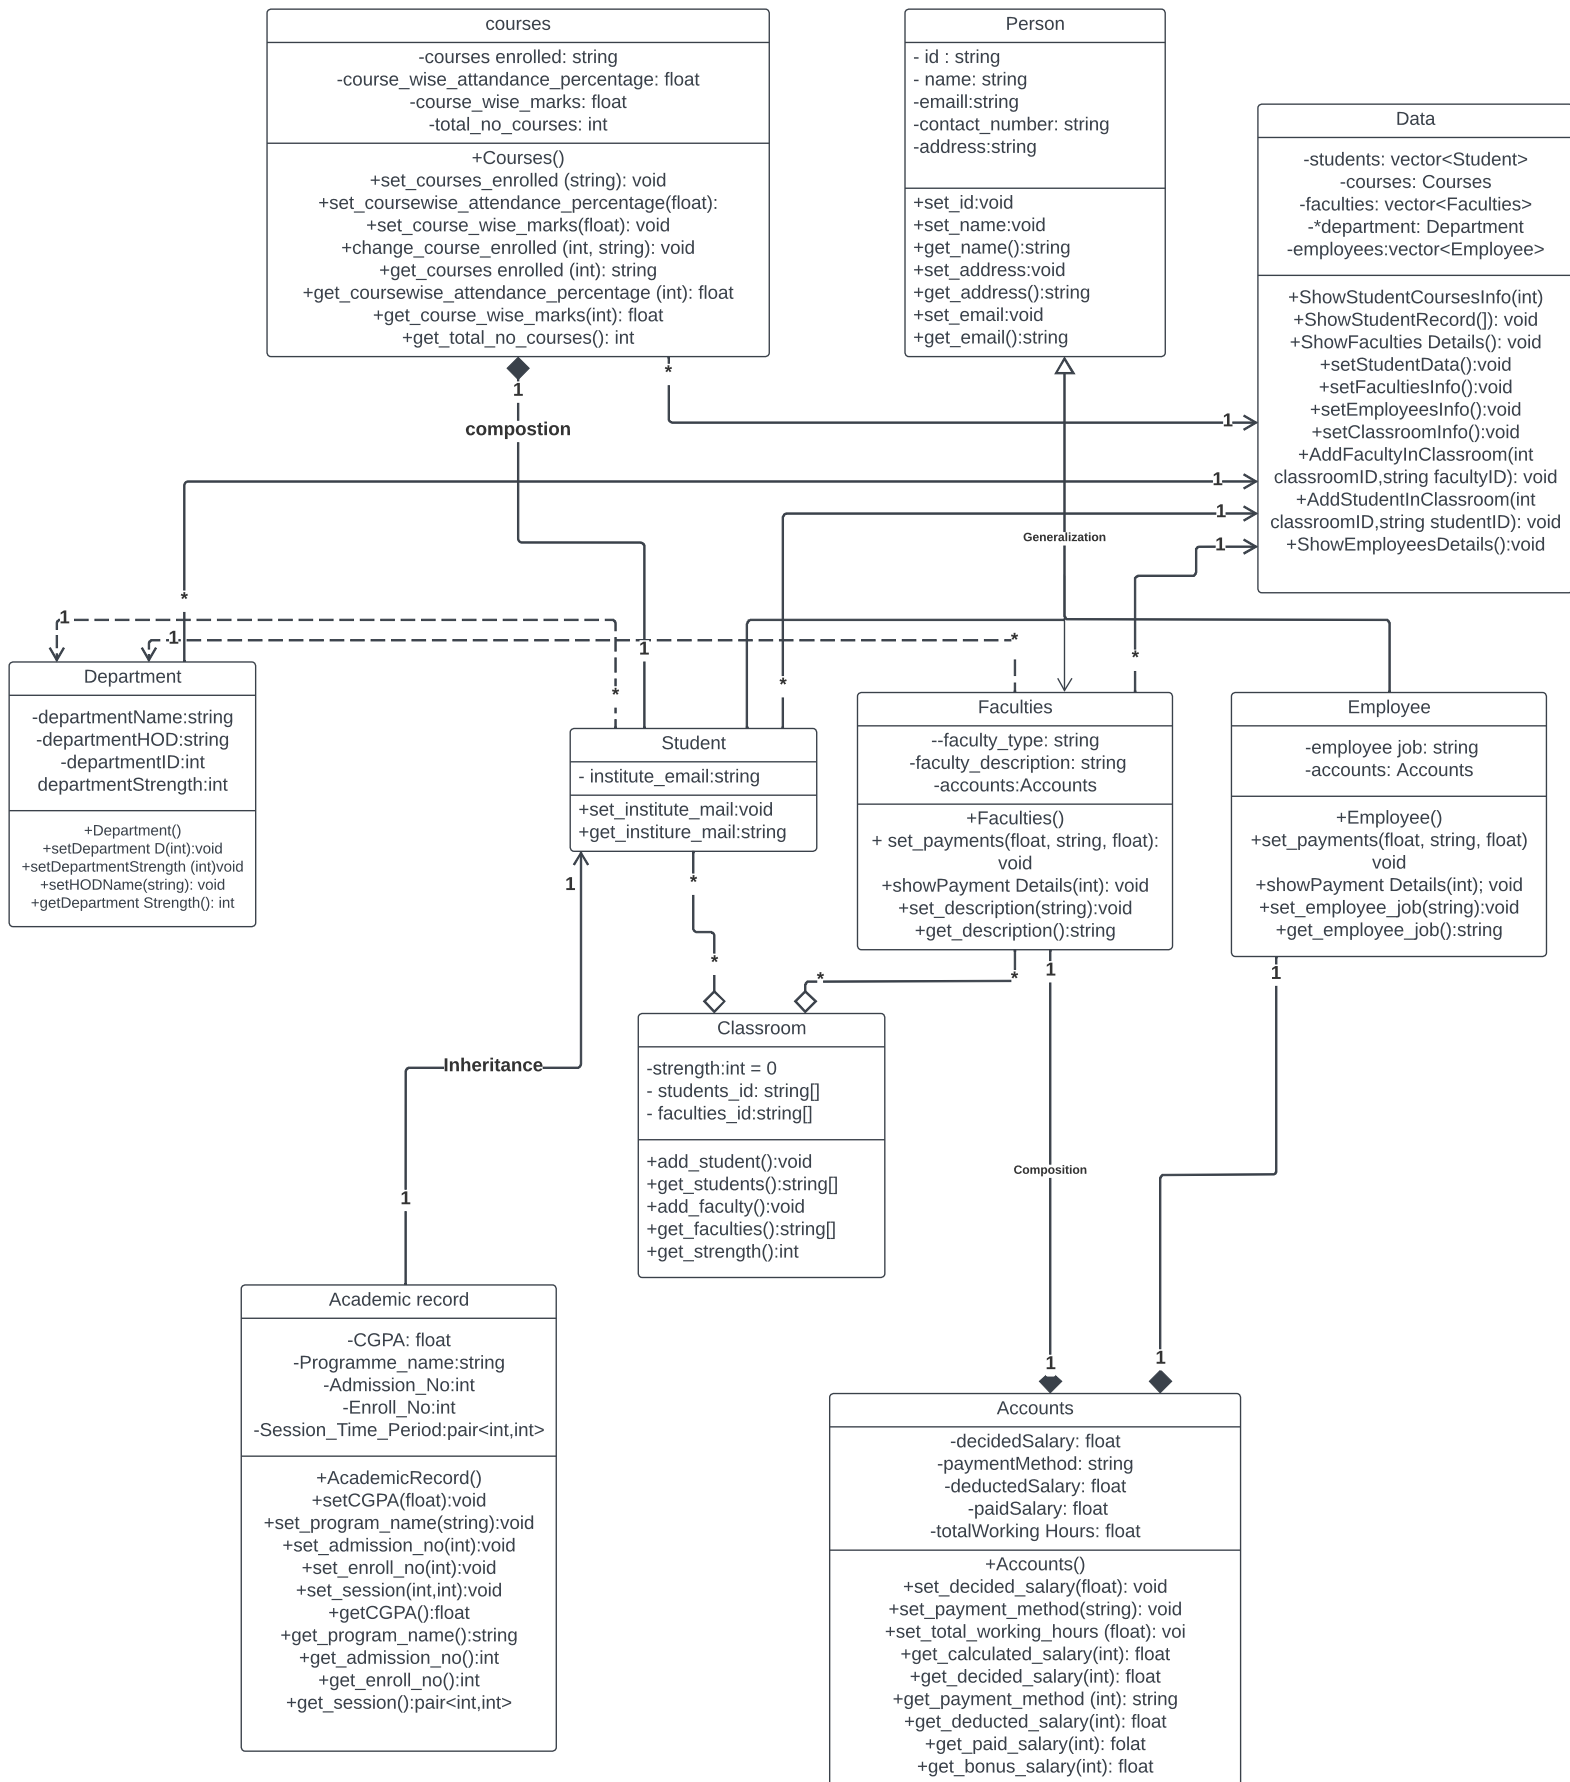 courses
-courses enrolled: string
-course_wise_attandance_percentage: float
-course_wise_marks: float
-total_no_courses: int
+Courses()
+set_courses_enrolled (string): void
+set_coursewise_attendance_percentage(float):
+set_course_wise_marks(float): void
+change_course_enrolled (int, string): void
+get_courses enrolled (int): string
+get_coursewise_attendance_percentage (int): float
+get_course_wise_marks(int): float
+get_total_no_courses(): int
Person
- id : string
- name: string
-emaill:string
-contact_number: string
-address:string
+set_id:void
+set_name:void
+get_name():string
+set_address:void
+get_address():string
+set_email:void
+get_email():string
Data
-students: vector<Student>
-courses: Courses
-faculties: vector<Faculties>
-*department: Department
-employees:vector<Employee>
+ShowStudentCoursesInfo(int)
+ShowStudentRecord(]): void
+ShowFaculties Details(): void
+setStudentData():void
+setFacultiesInfo():void
+setEmployeesInfo():void
+setClassroomInfo():void
+AddFacultyInClassroom(int
classroomID,string facultyID): void
+AddStudentInClassroom(int
classroomID,string studentID): void
+ShowEmployeesDetails():void
1
*
compostion
1
1
1
Generalization
1
*
1
1
*
1
*
*
*
Department
-departmentName:string
-departmentHOD:string
-departmentID:int
departmentStrength:int
+Department()
+setDepartment D(int):void
+setDepartmentStrength (int)void
+setHODName(string): void
+getDepartment Strength(): int
Student
- institute_email:string
+set_institute_mail:void
+get_institure_mail:string
Faculties
--faculty_type: string
-faculty_description: string
-accounts:Accounts
+Faculties()
+ set_payments(float, string, float):
void
+showPayment Details(int): void
+set_description(string):void
+get_description():string
Employee
-employee job: string
-accounts: Accounts
+Employee()
+set_payments(float, string, float)
void
+showPayment Details(int); void
+set_employee_job(string):void
+get_employee_job():string
1
*
*
*
*
1
1
Inheritance
1
Classroom
-strength:int = 0
- students_id: string[]
- faculties_id:string[]
+add_student():void
+get_students():string[]
+add_faculty():void
+get_faculties():string[]
+get_strength():int
Composition
1
1
Academic record
-CGPA: float
-Programme_name:string
-Admission_No:int
-Enroll_No:int
-Session_Time_Period:pair<int,int>
+AcademicRecord()
+setCGPA(float):void
+set_program_name(string):void
+set_admission_no(int):void
+set_enroll_no(int):void
+set_session(int,int):void
+getCGPA():float
+get_program_name():string
+get_admission_no():int
+get_enroll_no():int
+get_session():pair<int,int>
Accounts
-decidedSalary: float
-paymentMethod: string
-deductedSalary: float
-paidSalary: float
-totalWorking Hours: float
+Accounts()
+set_decided_salary(float): void
+set_payment_method(string): void
+set_total_working_hours (float): voi
+get_calculated_salary(int): float
+get_decided_salary(int): float
+get_payment_method (int): string
+get_deducted_salary(int): float
+get_paid_salary(int): folat
+get_bonus_salary(int): float